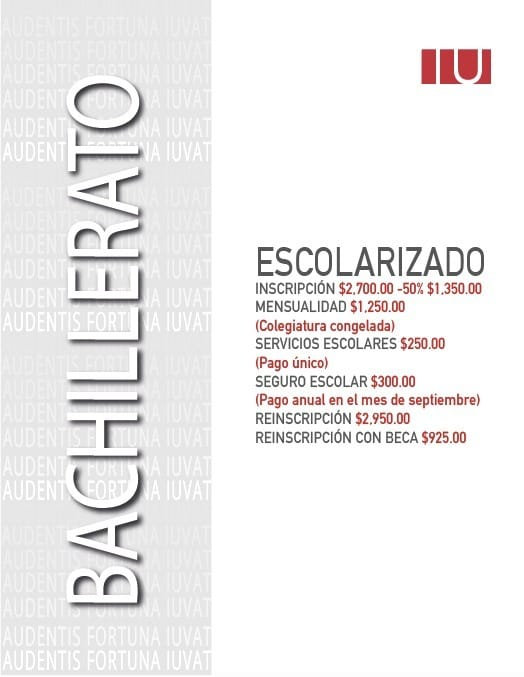 IU
BACHILLERATO
ESCOLARIZADO
INSCRIPCIÓN $2,700.00 -50% $1,350.00
MENSUALIDAD $1,250.00
(Colegiatura congelada)
SERVICIOS ESCOLARES $250.00
(Pago único)
SEGURO ESCOLAR $300.00
(Pago anual en el mes de septiembre)
REINSCRIPCIÓN $2,950.00
REINSCRIPCIÓN CON BECA $925.00
AUDENTIS FORTUNA IUVAT